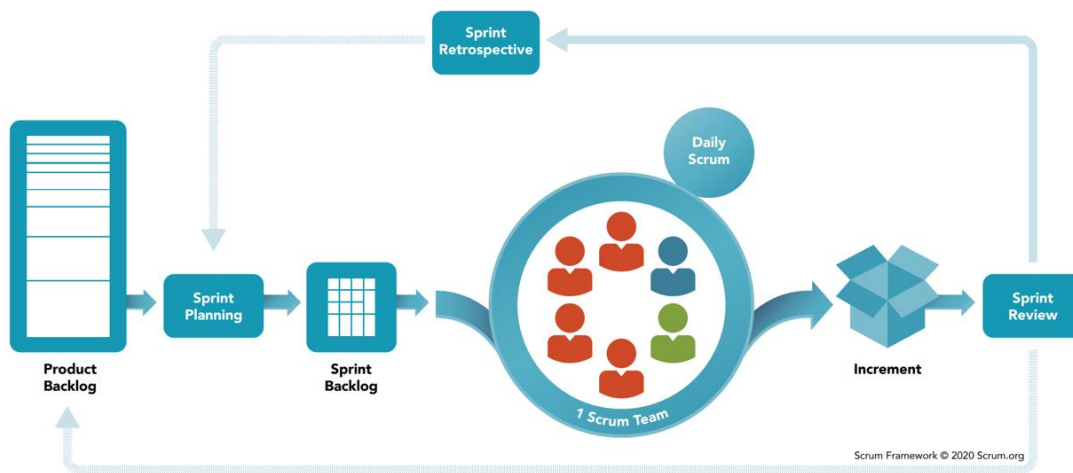 Sprint
Retrospective
Daily
Scrum
Sprint
Planning
Sprint
Review
Product
Backlog
Sprint
Backlog
Increment
1 Scrum Team
Scrum Framework © 2020 Scrum.org